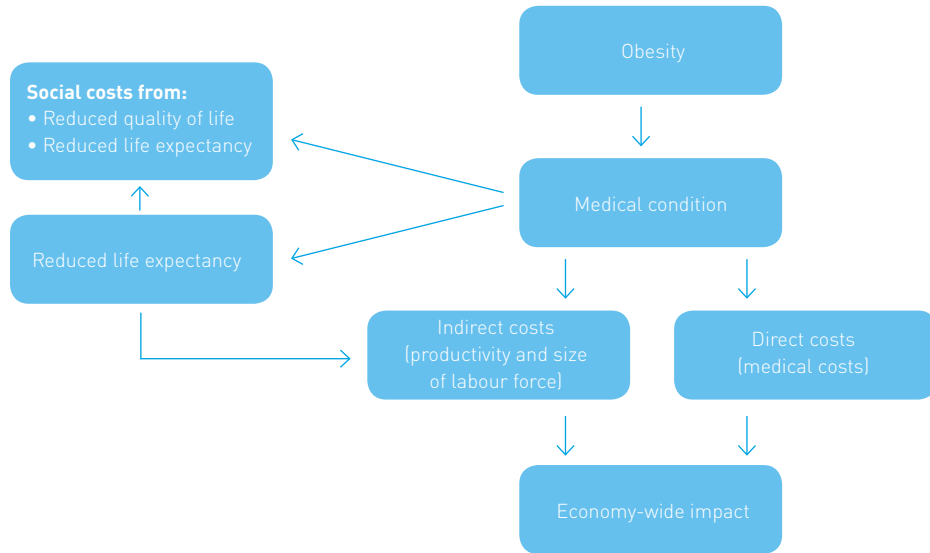 Obesity
Social costs from:
• Reduced quality of life
• Reduced life expectancy
Medical condition
Reduced life expectancy
Indirect costs
(productivity and size
of labour force)
Direct costs
(medical costs)
Economy-wide impact